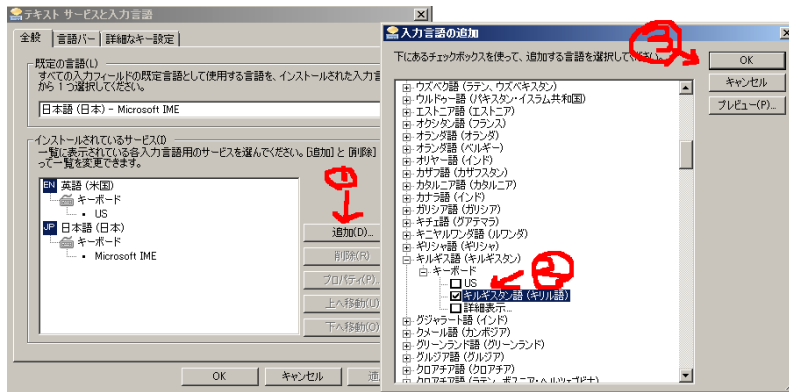 テキスト サービスと入力言語
全般
言語バー
詳細なキー設定
既定の言語(L)
すべての入力フィールドの既定言語として使用する言語を、インストールされた入力言
から 1 つ選択してください。
日本語 (日本) - Microsoft IME
インストールされているサービス(I)
一覧に表示されている各入力言語用のサービスを選んでください。[追加] と [削除]
って一覧を変更できます。
EN 英語 (米国)
キーボード
US
JP 日本語 (日本)
キーボード
Microsoft IME
①
追加(D)...
削除(R)
プロパティ(P)...
上へ移動(U)
下へ移動(O)
OK
キャンセル
適
入力言語の追加
下にあるチェックボックスを使って、追加する言語を選択してください。
③
OK
キャンセル
プレビュー(P)...
ウズベク語 (ラテン、ウズベキスタン)
ウルドゥー語 (パキスタン・イスラム共和国)
エストニア語 (エストニア)
オクシタン語 (フランス)
オランダ語 (オランダ)
オランダ語 (ベルギー)
オリヤー語 (インド)
カザフ語 (カザフスタン)
カタルニア語 (カタルニア)
カナラ語 (インド)
ガリシア語 (ガリシア)
キチェ語 (グアテマラ)
キニヤルワンダ語 (ルワンダ)
ギリシャ語 (ギリシャ)
キルギス語 (キルギスタン)
キーボード
②
US
キルギスタン語 (キリル語)
詳細表示...
グジャラート語 (インド)
クメール語 (カンボジア)
グリーンランド語 (グリーンランド)
グルジア語 (グルジア)
クロアチア語 (クロアチア)
クロアチア語 (ラテン、ボスニア・ヘルツェゴビナ)